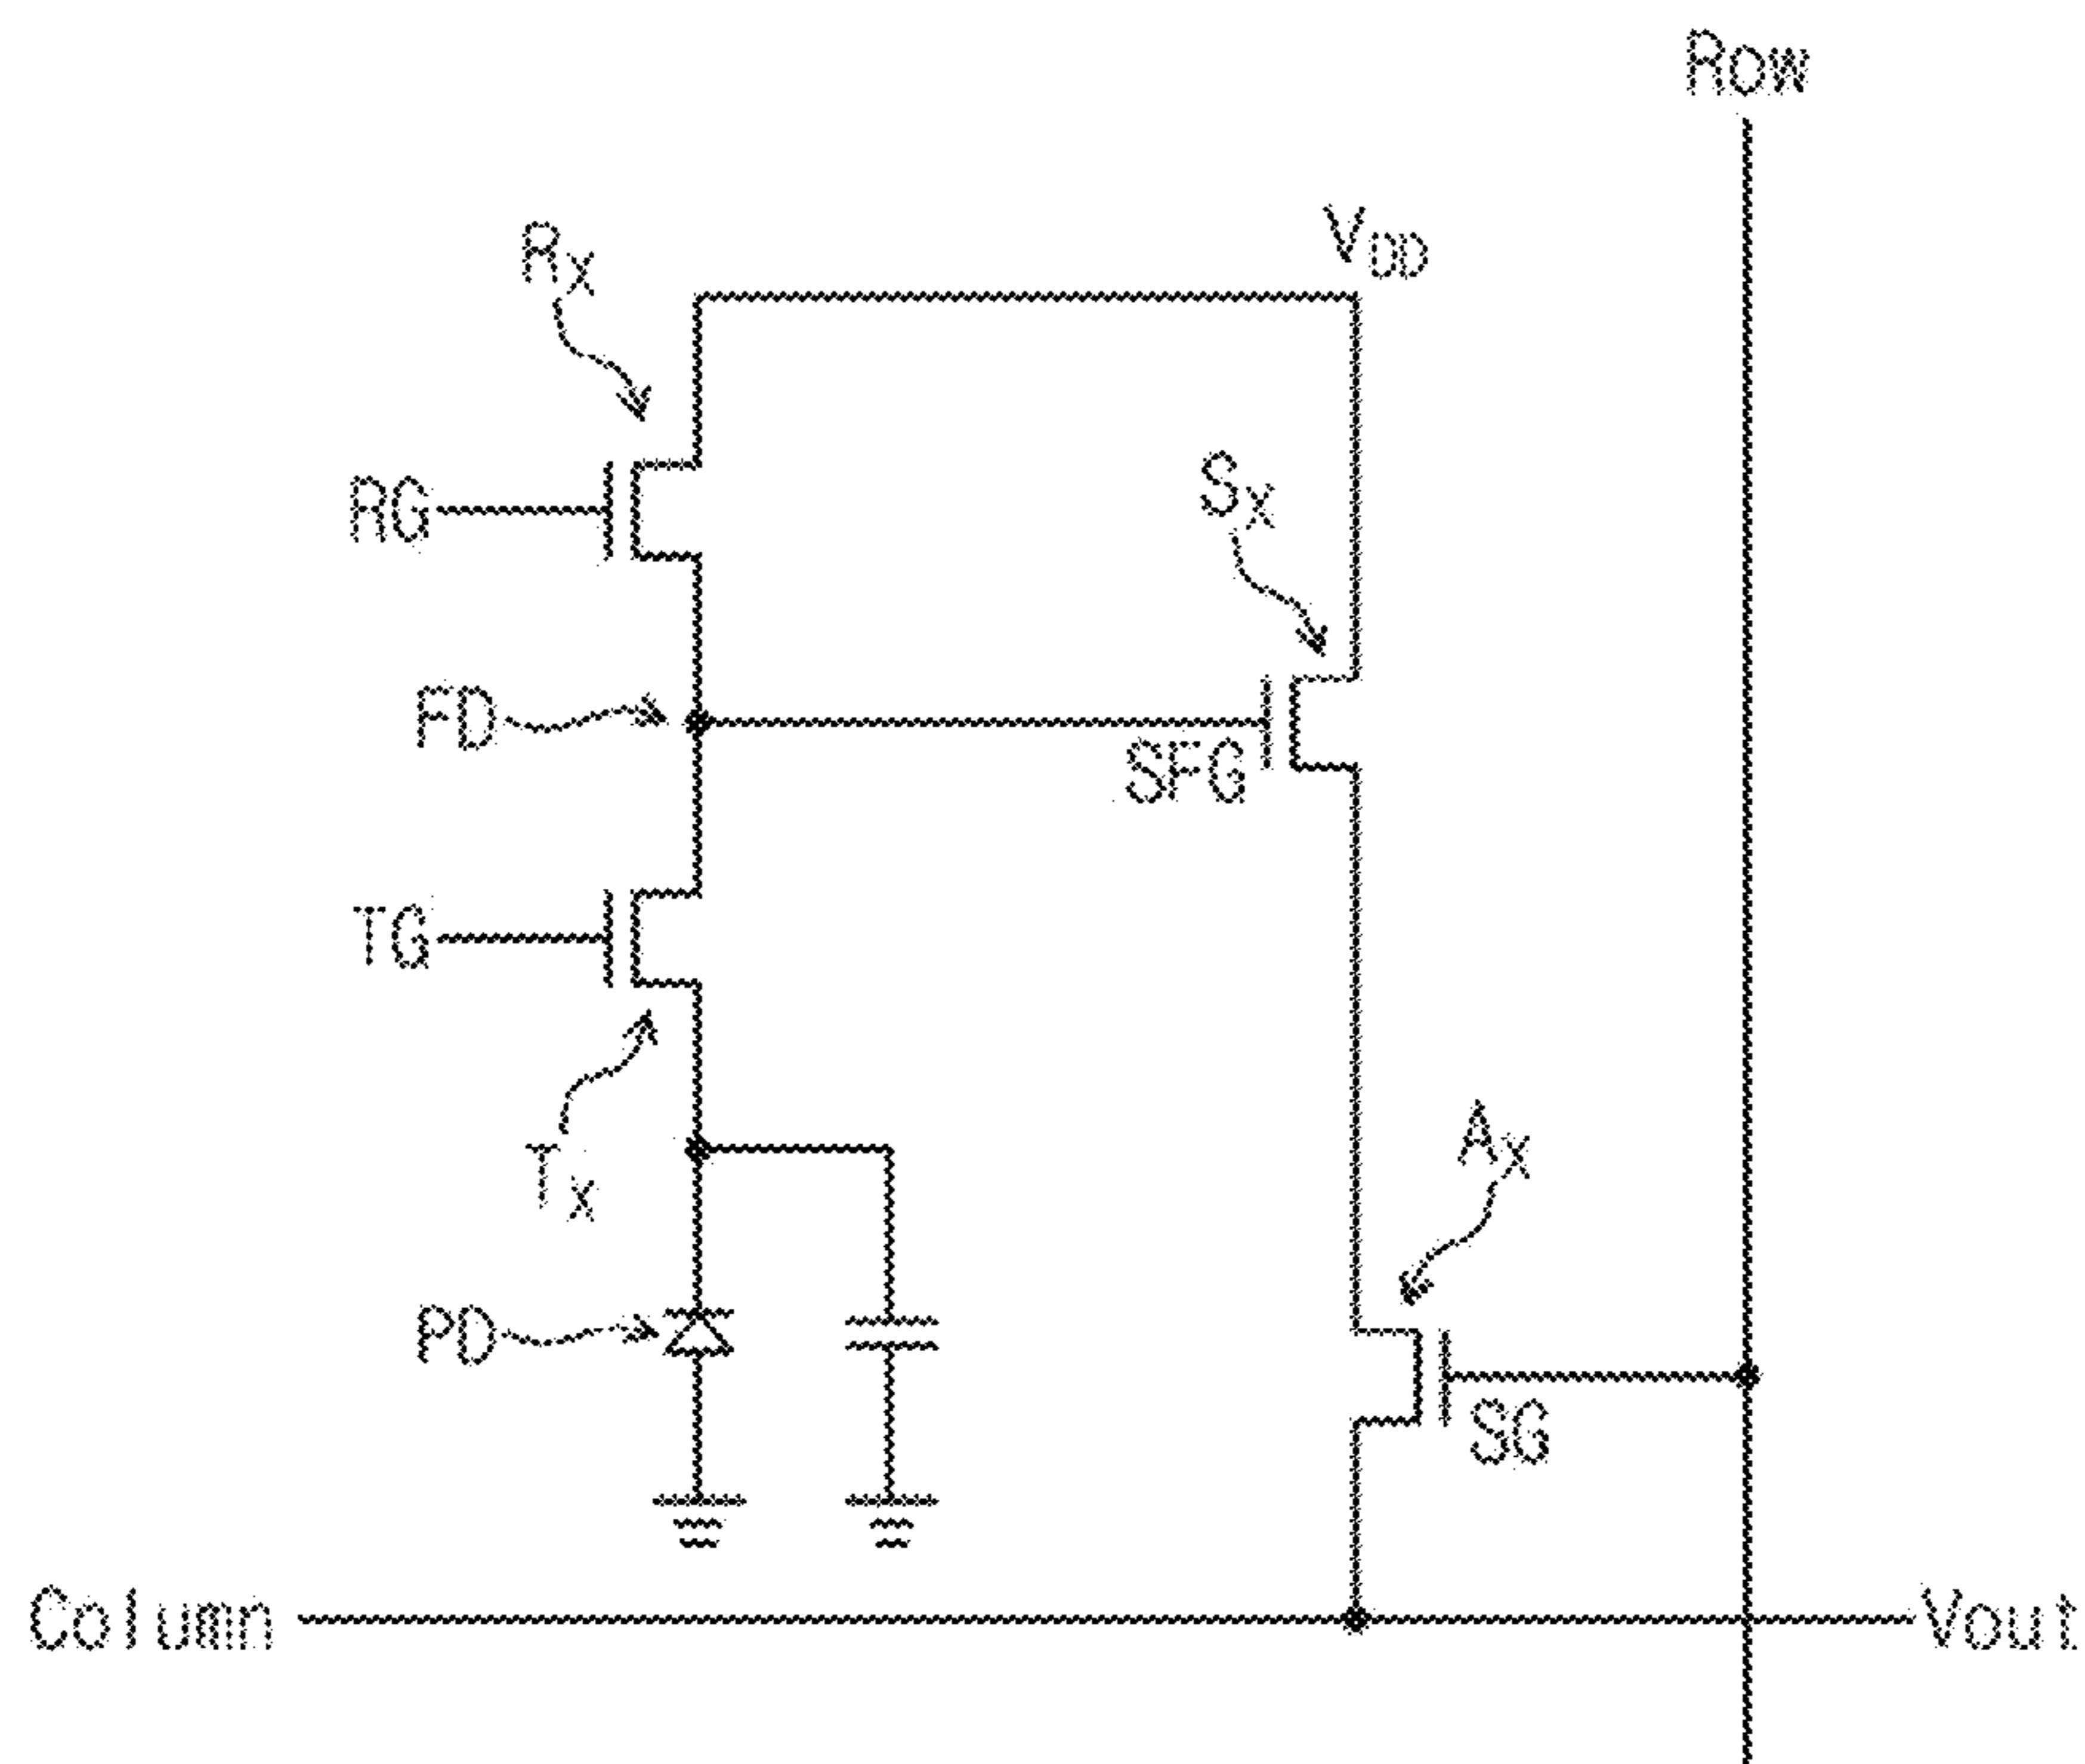 Row
RX
VDD
RG
SX
FD
SFG
TG
TX
AX
PD
SG
Column
Vout